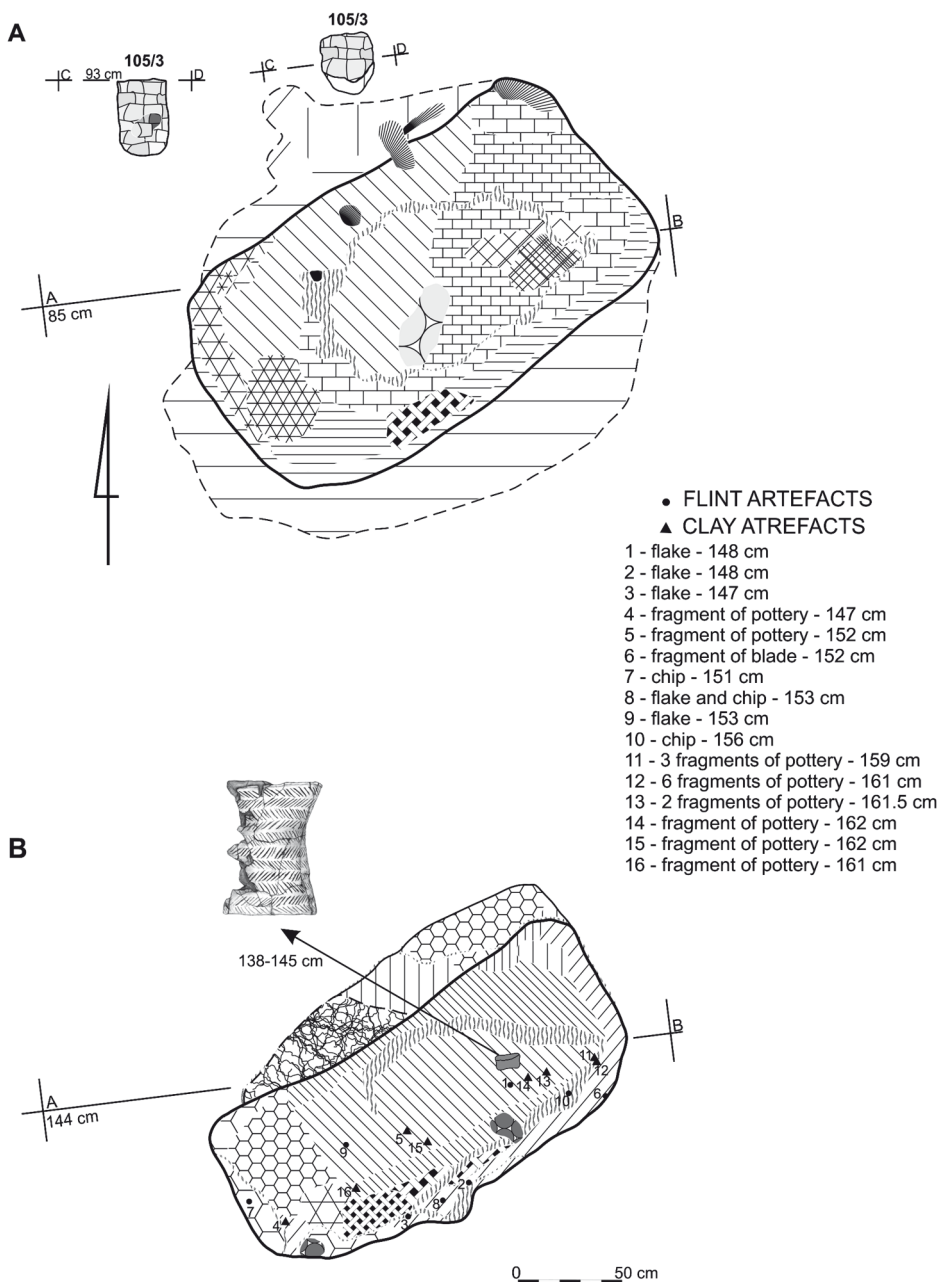 A
105/3
105/3
C 93 cm D
C D
B
A
85 cm
● FLINT ARTEFACTS
▲ CLAY ATREFACTS
1 - flake - 148 cm
2 - flake - 148 cm
3 - flake - 147 cm
4 - fragment of pottery - 147 cm
5 - fragment of pottery - 152 cm
6 - fragment of blade - 152 cm
7 - chip - 151 cm
8 - flake and chip - 153 cm
9 - flake - 153 cm
10 - chip - 156 cm
11 - 3 fragments of pottery - 159 cm
12 - 6 fragments of pottery - 161 cm
13 - 2 fragments of pottery - 161.5 cm
14 - fragment of pottery - 162 cm
15 - fragment of pottery - 162 cm
16 - fragment of pottery - 161 cm
B
138-145 cm
B
11
12
1 14 13
10 6
A
144 cm
5
15
9
16
2
8
7
4
3
0 50 cm